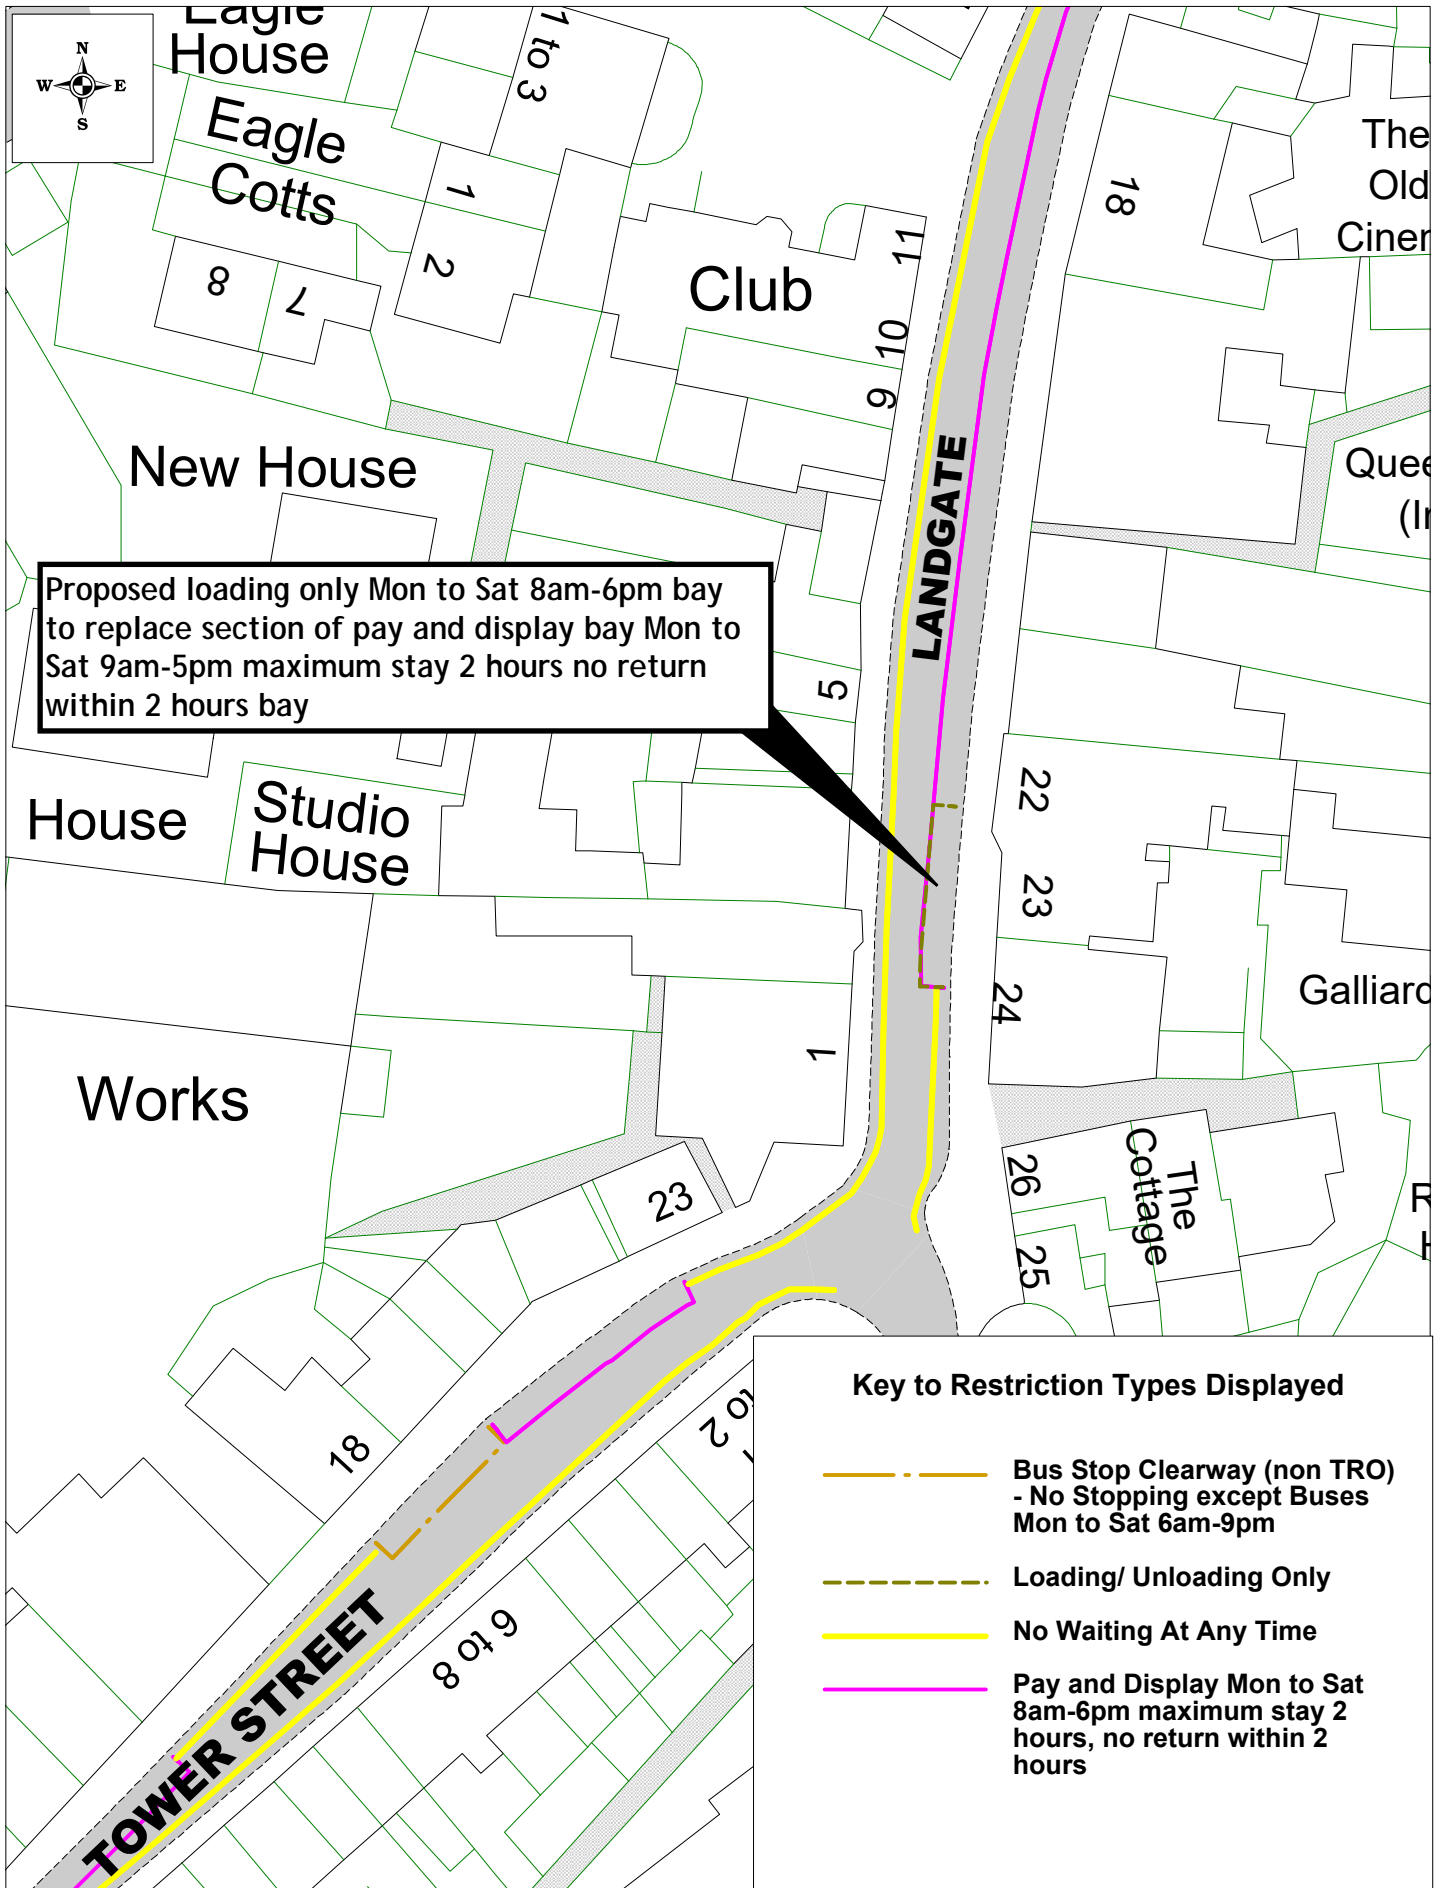 Eagle
House
N
W E
S
1 to 3
Eagle
Cotts
1
2
8
7
Club
11
10
9
18
The
Old
New House
LANDGATE
Proposed loading only Mon to Sat 8am-6pm bay
to replace section of pay and display bay Mon to
Sat 9am-5pm maximum stay 2 hours no return
within 2 hours bay
5
House
Studio
House
22
23
24
Works
1
23
26
25
The
Cottage
18
6 to 8
TOWER STREET
Key to Restriction Types Displayed
Bus Stop Clearway (non TRO)
- No Stopping except Buses
Mon to Sat 6am-9pm
Loading/ Unloading Only
No Waiting At Any Time
Pay and Display Mon to Sat
8am-6pm maximum stay 2
hours, no return within 2
hours